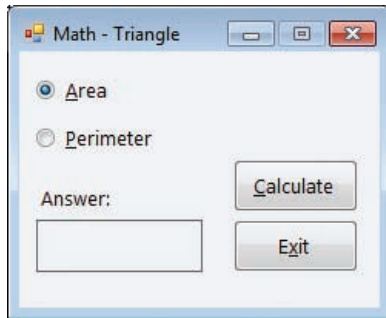 Math - Triangle
Area
Perimeter
Answer:
Calculate
Exit